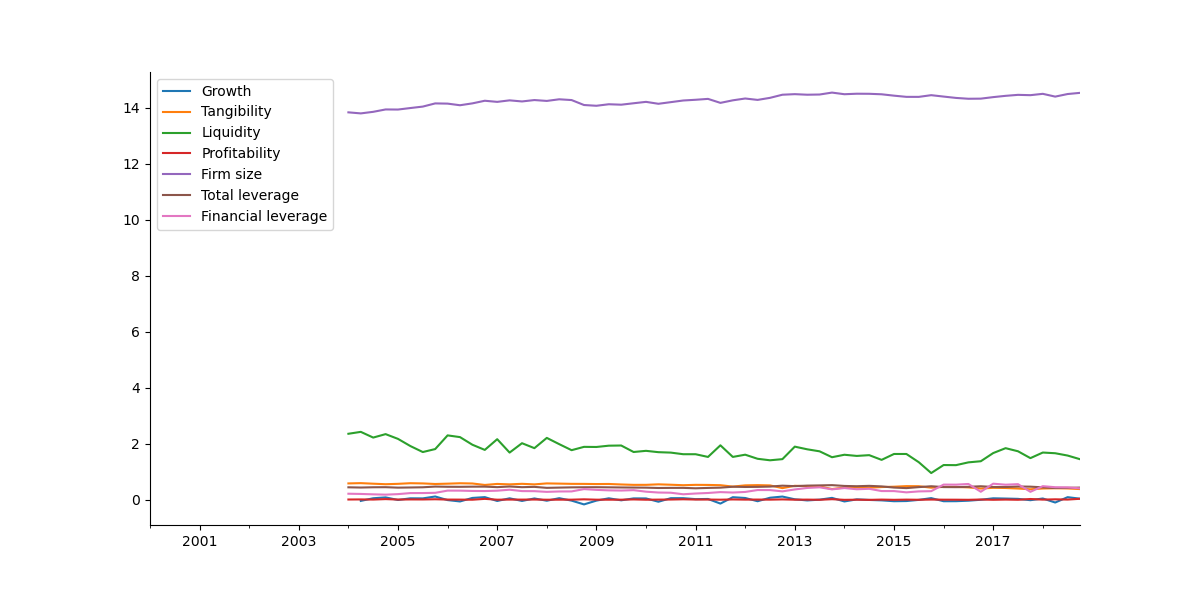 Growth
Tangibility
Liquidity
Profitability
Firm size
Total leverage
Financial leverage
14
12
10
8
6
4
2
0
2001 2003 2005 2007 2009 2011 2013 2015 2017